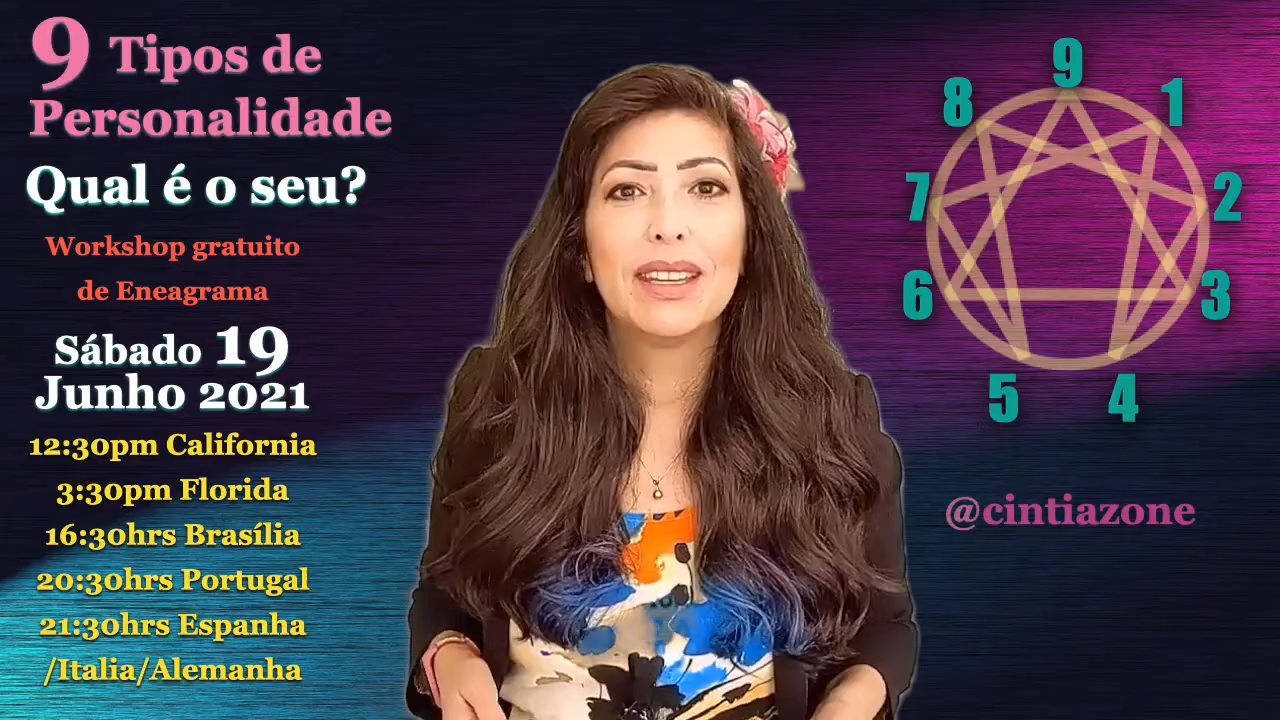 9 Tipos de
Personalidade
Qual é o seu?
Workshop gratuito
de Eneagrama
Sábado 19
Junho 2021
12:30pm California
3:30pm Florida
16:30hrs Brasília
20:30hrs Portugal
21:30hrs Espanha
/Italia/Alemanha
9
8
1
7
2
6
3
5
4
@cintiazone